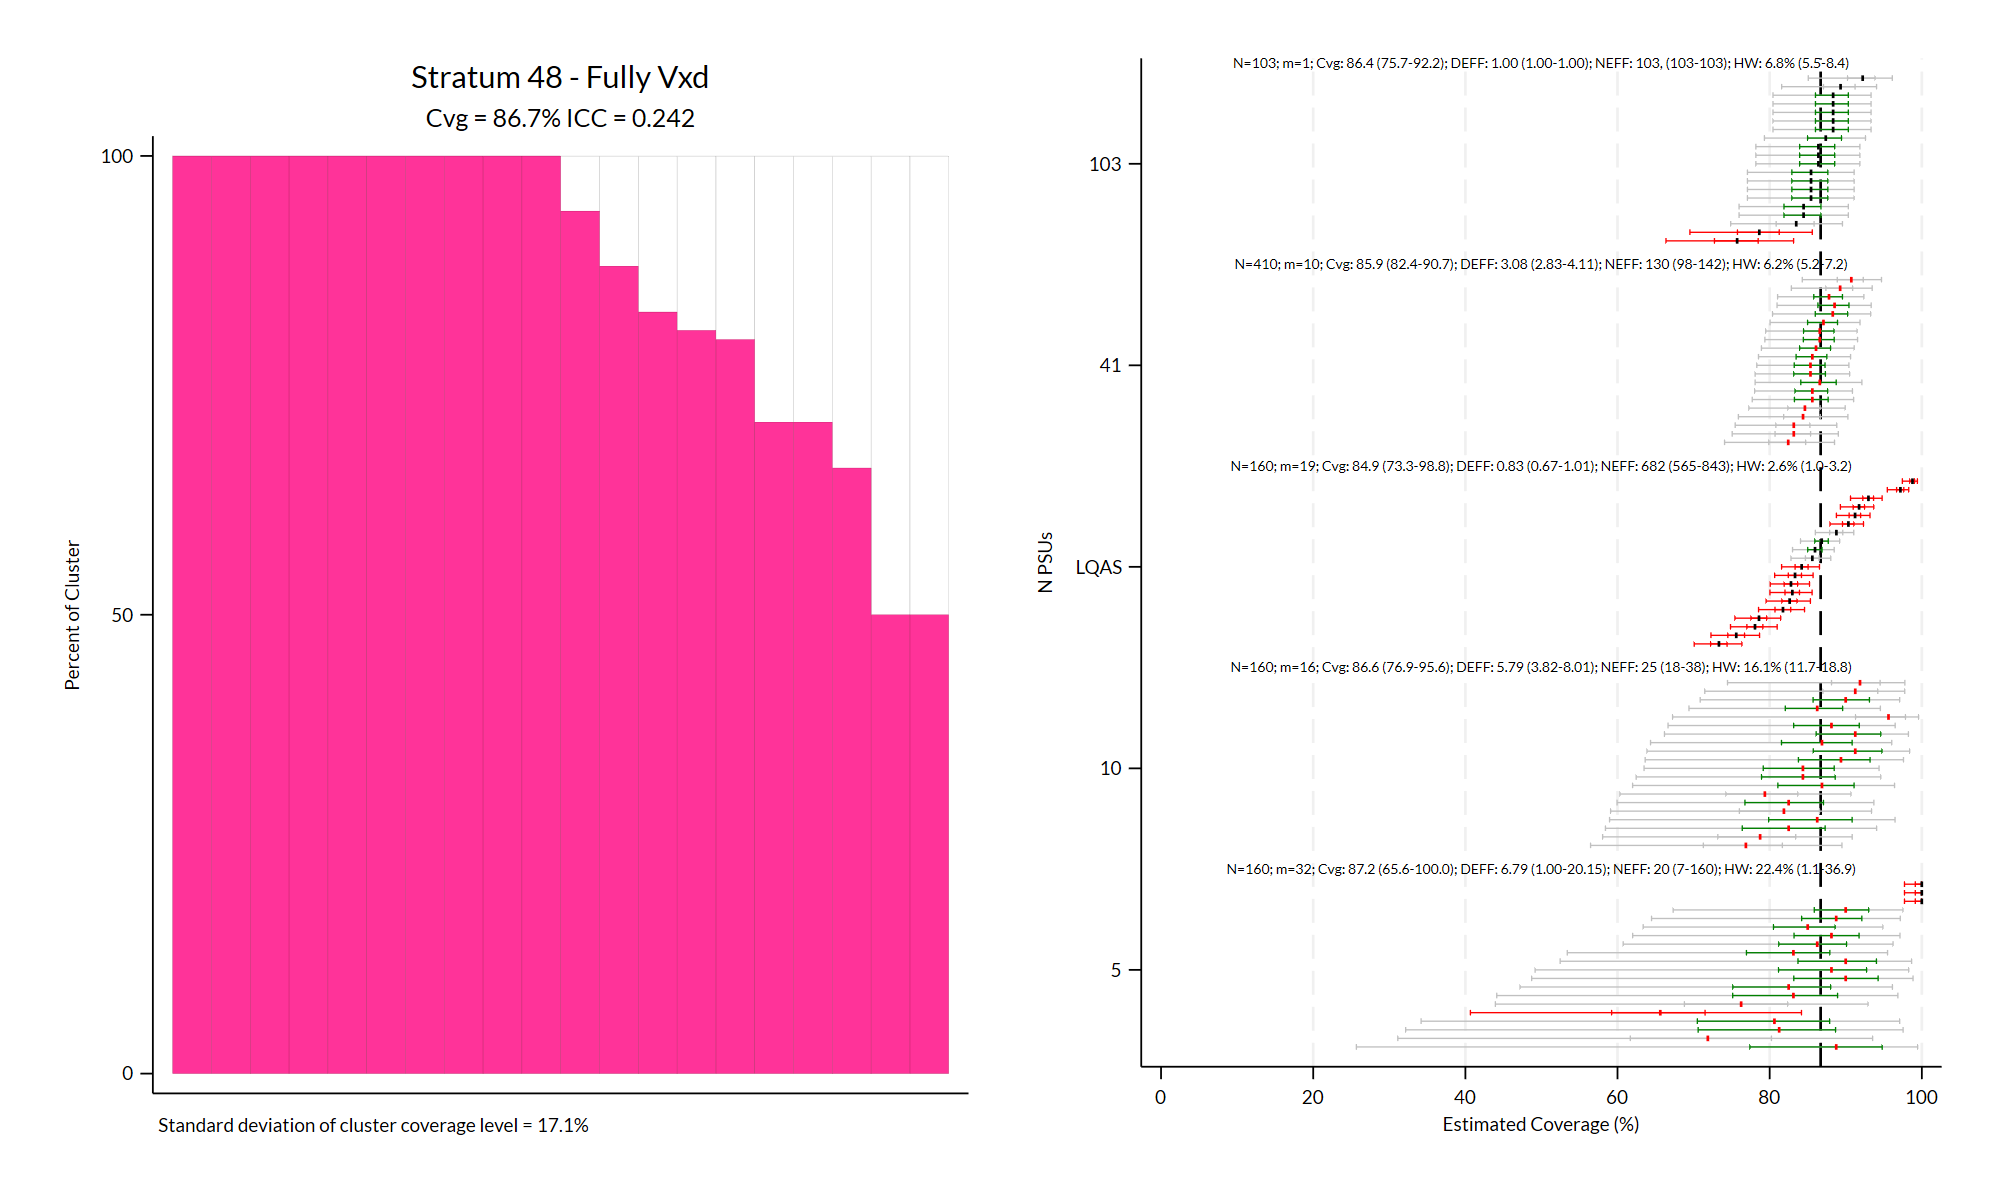 Stratum 48 - Fully Vxd
Cvg = 86.7% ICC = 0.242
100
50
0
Percent of Cluster
Standard deviation of cluster coverage level = 17.1%
N=103; m=1; Cvg: 86.4 (75.7-92.2); DEFF: 1.00 (1.00-1.00); NEFF: 103, (103-103); HW: 6.8% (5.5-8.4)
103
N=410; m=10; Cvg: 85.9 (82.4-90.7); DEFF: 3.08 (2.83-4.11); NEFF: 130 (98-142); HW: 6.2% (5.2-7.2)
41
N=160; m=19; Cvg: 84.9 (73.3-98.8); DEFF: 0.83 (0.67-1.01); NEFF: 682 (565-843); HW: 2.6% (1.0-3.2)
LQAS
N=160; m=16; Cvg: 86.6 (76.9-95.6); DEFF: 5.79 (3.82-8.01); NEFF: 25 (18-38); HW: 16.1% (11.7-18.8)
10
N=160; m=32; Cvg: 87.2 (65.6-100.0); DEFF: 6.79 (1.00-20.15); NEFF: 20 (7-160); HW: 22.4% (1.1-36.9)
5
N PSUs
0 20 40 60 80 100
Estimated Coverage (%)